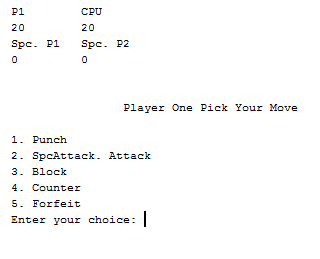 P1 CPU
20 20
Spc. P1 Spc. P2
0 0
Player One Pick Your Move
1. Punch
2. SpcAttack. Attack
3. Block
4. Counter
5. Forfeit
Enter your choice: